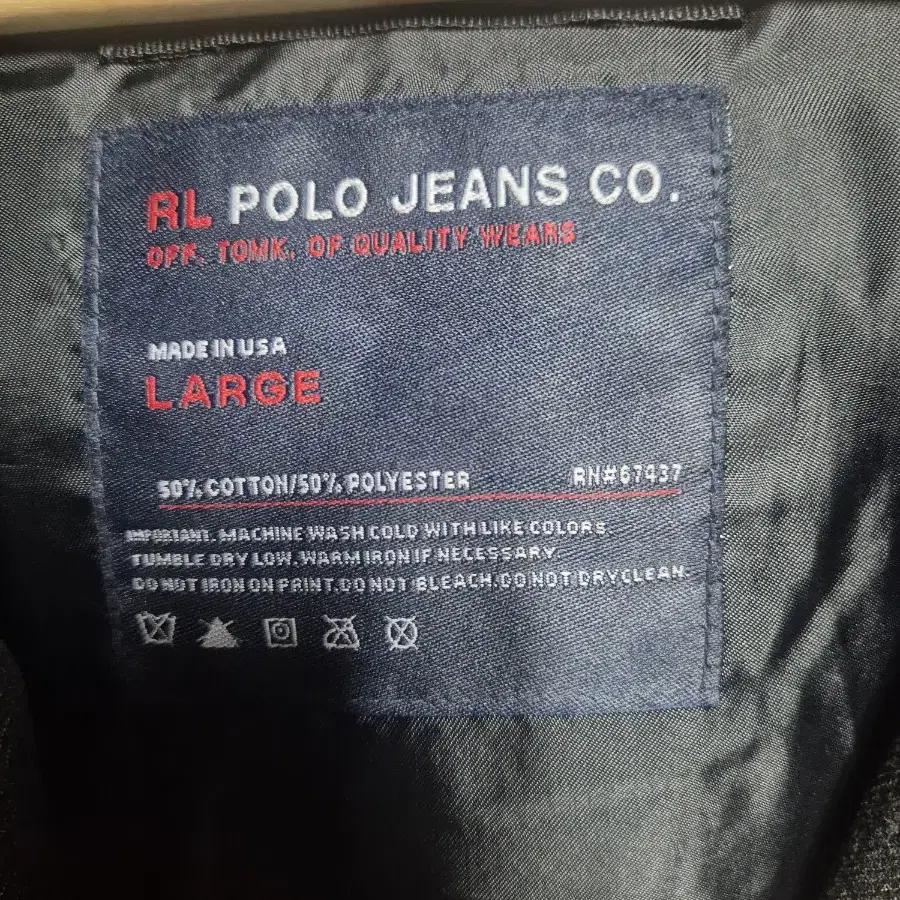 RL POLO JEANS CO.
OFF. TOMK. OF QUALITY WEARS
MADE IN USA
LARGE
50% COTTON/50% POLYESTER RN#67437
IMPORTANT. MACHINE WASH COLD WITH LIKE COLORS.
TUMBLE DRY LOW. WARM IRON IF NECESSARY.
DO NOT IRON ON PRINT. DO NOT BLEACH. DO NOT DRYCLEAN.